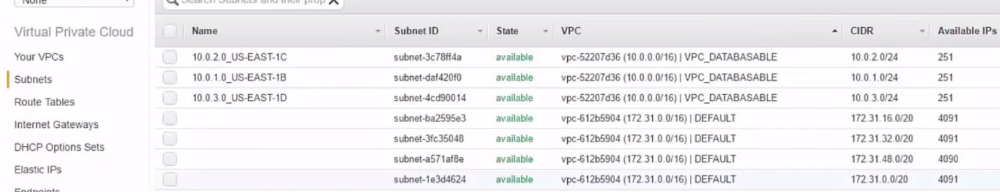 None
Search Subnets and their prop
Virtual Private Cloud
Your VPCs
Subnets
Route Tables
Internet Gateways
DHCP Options Sets
Elastic IPs
Endpoints
Name Subnet ID State VPC CIDR Available IPs
10.0.2.0_US-EAST-1C subnet-3c78ff4a available vpc-52207d36 (10.0.0.0/16) | VPC_DATABASABLE 10.0.2.0/24 251
10.0.1.0_US-EAST-1B subnet-daf420f0 available vpc-52207d36 (10.0.0.0/16) | VPC_DATABASABLE 10.0.1.0/24 251
10.0.3.0_US-EAST-1D subnet-4cd90014 available vpc-52207d36 (10.0.0.0/16) | VPC_DATABASABLE 10.0.3.0/24 251
subnet-ba2595e3 available vpc-612b5904 (172.31.0.0/16) | DEFAULT 172.31.16.0/20 4091
subnet-3fc35048 available vpc-612b5904 (172.31.0.0/16) | DEFAULT 172.31.32.0/20 4091
subnet-a571af8e available vpc-612b5904 (172.31.0.0/16) | DEFAULT 172.31.48.0/20 4090
subnet-1e3d4624 available vpc-612b5904 (172.31.0.0/16) | DEFAULT 172.31.0.0/20 4091